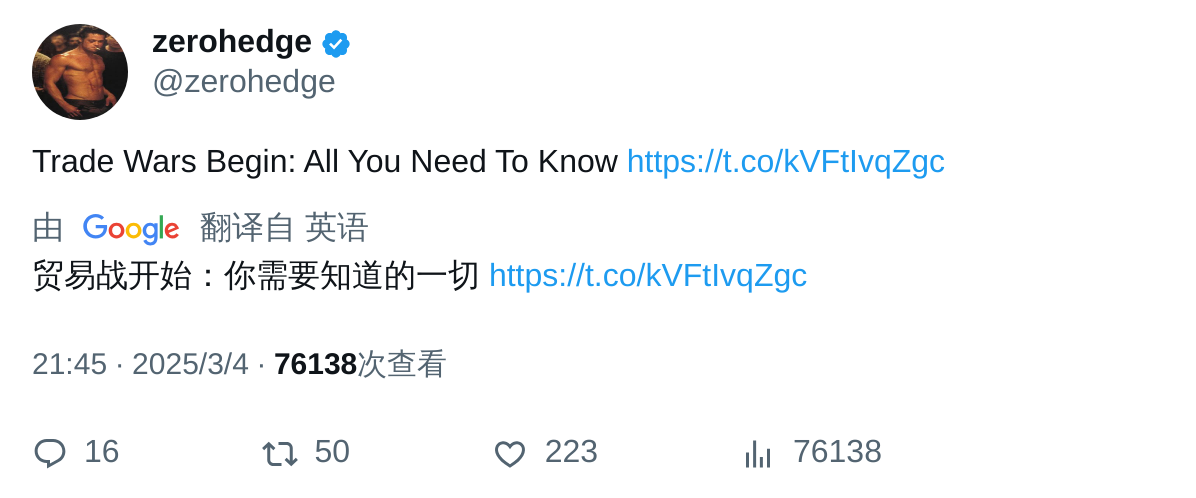 zerohedge
@zerohedge
Trade Wars Begin: All You Need To Know https://t.co/kVFtIvqZgc
由 Google 翻译自 英语
贸易战开始：你需要知道的一切 https://t.co/kVFtIvqZgc
21:45 · 2025/3/4 · 76138次查看
16 50 223 76138